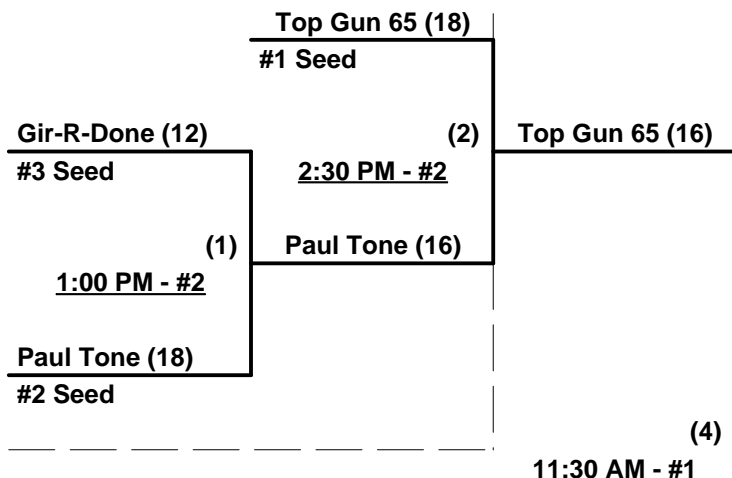 Top Gun 65 (18)
#1 Seed
Gir-R-Done (12)
(2)
Top Gun 65 (16)
#3 Seed
2:30 PM - #2
(1)
Paul Tone (16)
1:00 PM - #2
Paul Tone (18)
#2 Seed
(4)
11:30 AM - #1